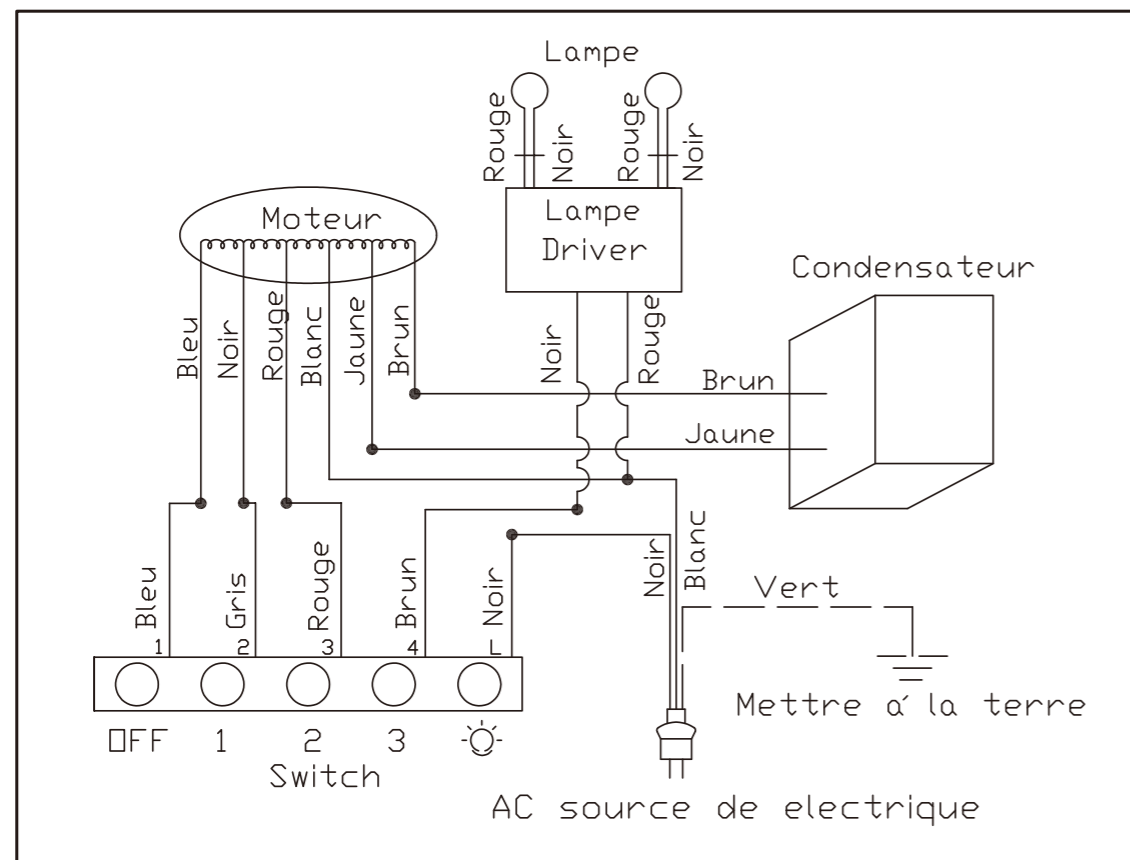 Lampe
Rouge
Noir
Rouge
Noir
Lampe
Driver
Moteur
Condensateur
Bleu
Noir
Rouge
Blanc
Jaune
Brun
Noir
Rouge
Brun
Jaune
Bleu
Gris
Rouge
Brun
Noir
Noir
Blanc
Vert
1 2 3 4 L
Mettre á la terre
OFF 1 2 3
Switch
AC source de electrique